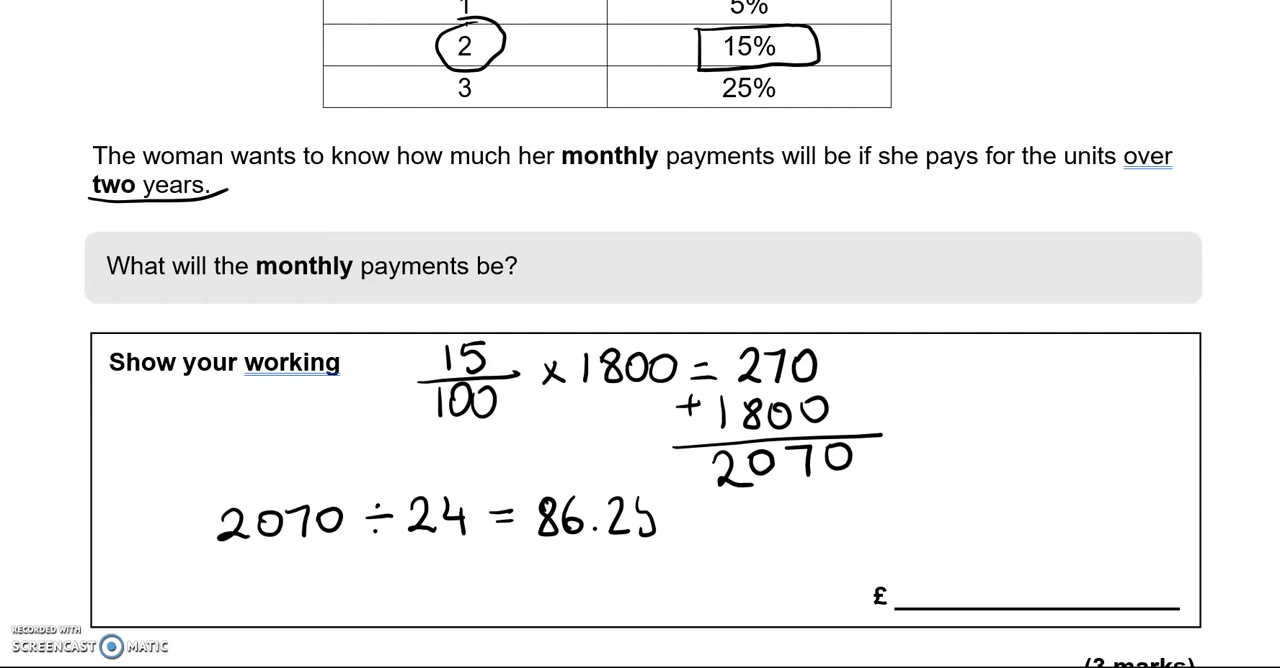 1 5%
2 15%
3 25%
The woman wants to know how much her monthly payments will be if she pays for the units over
two years.
What will the monthly payments be?
Show your working
15/100 × 1800 = 270
+ 1800
2070
2070 ÷ 24 = 86.25
£
RECORDED WITH
SCREENCAST MATIC
(3 marks)